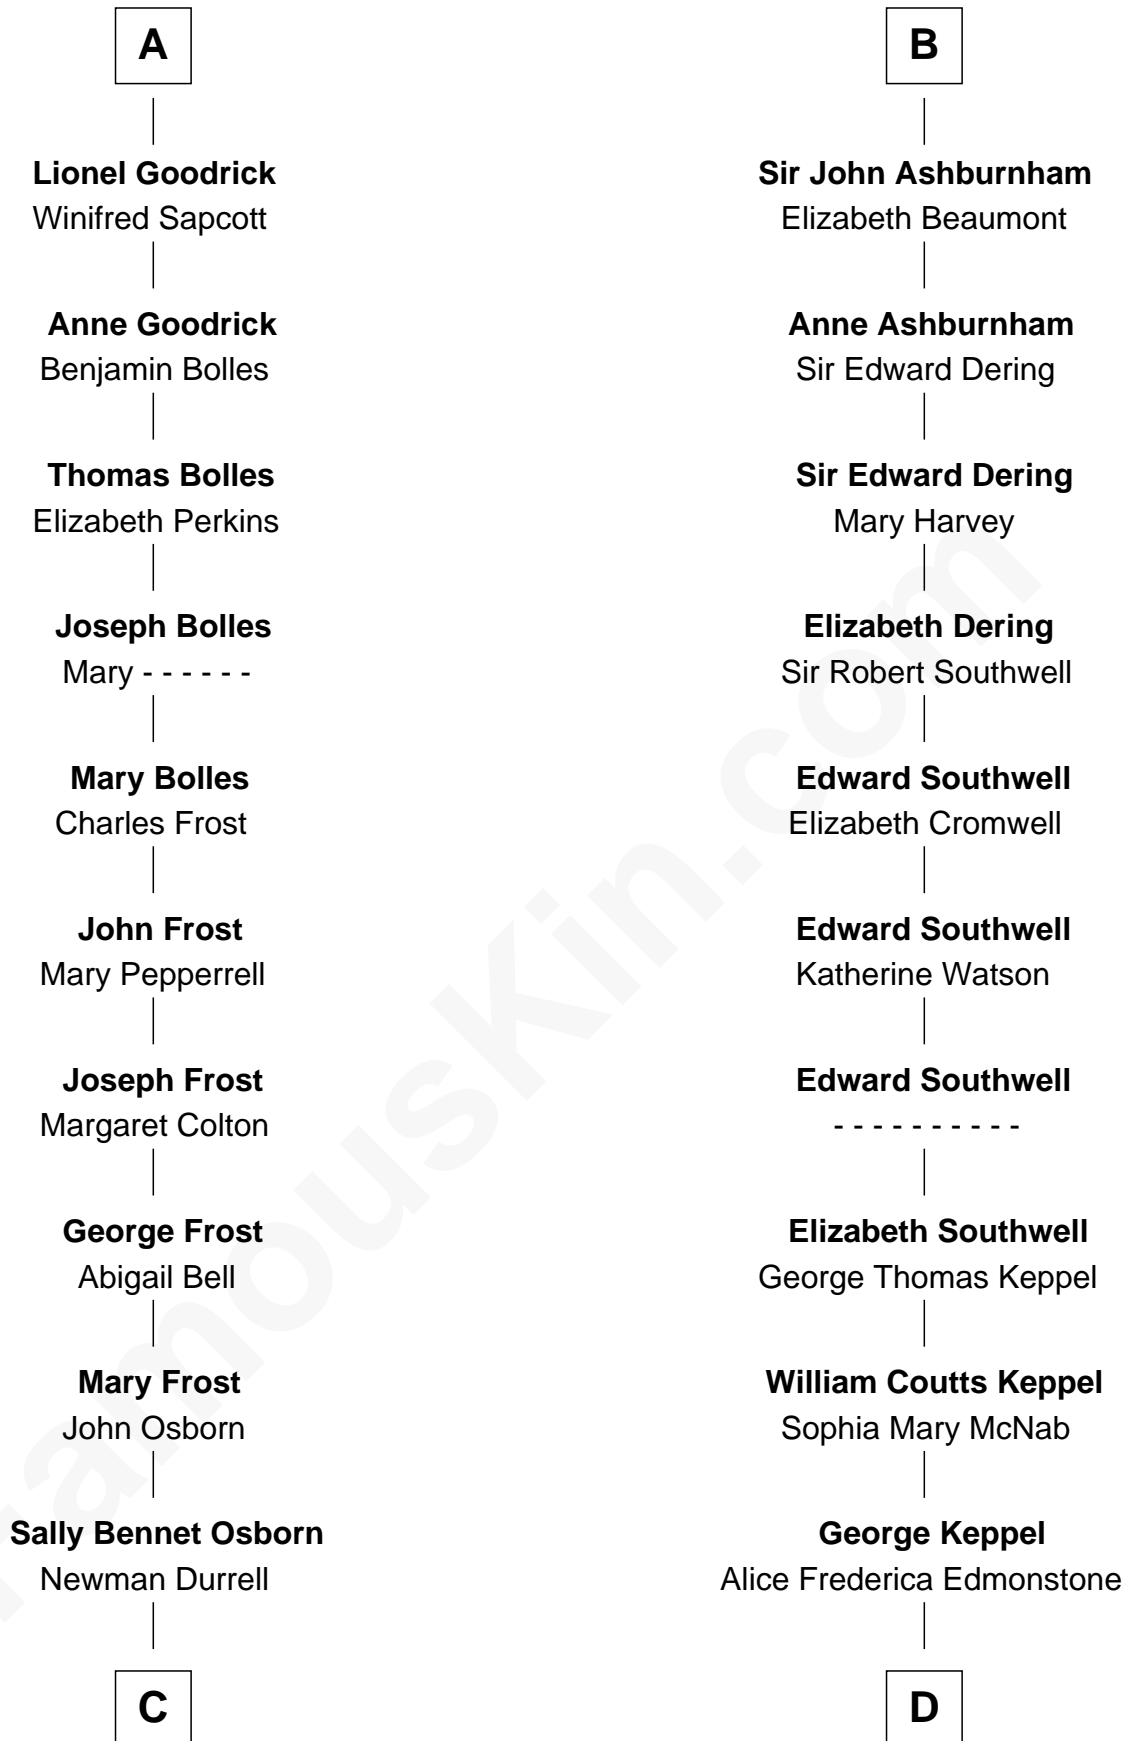 A
Lionel Goodrick
Winifred Sapcott
Anne Goodrick
Benjamin Bolles
Thomas Bolles
Elizabeth Perkins
Joseph Bolles
Mary - - - - - -
Mary Bolles
Charles Frost
John Frost
Mary Pepperrell
Joseph Frost
Margaret Colton
George Frost
Abigail Bell
Mary Frost
John Osborn
Sally Bennet Osborn
Newman Durrell
C
B
Sir John Ashburnham
Elizabeth Beaumont
Anne Ashburnham
Sir Edward Dering
Sir Edward Dering
Mary Harvey
Elizabeth Dering
Sir Robert Southwell
Edward Southwell
Elizabeth Cromwell
Edward Southwell
Katherine Watson
Edward Southwell
- - - - - - - - - -
Elizabeth Southwell
George Thomas Keppel
William Coutts Keppel
Sophia Mary McNab
George Keppel
Alice Frederica Edmonstone
D
FamousKin.com